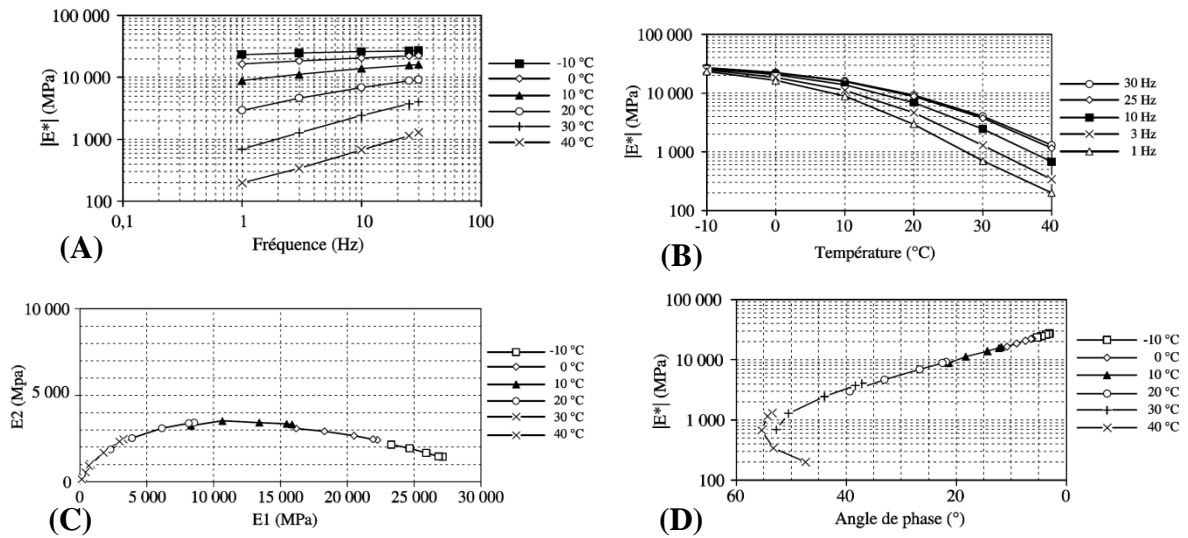 100 000
10 000
1 000
100
|E*| (MPa)
0,1
1
10
100
Fréquence (Hz)
-10 °C
0 °C
10 °C
20 °C
30 °C
40 °C
(A)
100 000
10 000
1 000
100
|E*| (MPa)
-10
0
10
20
30
40
Température (°C)
30 Hz
25 Hz
10 Hz
3 Hz
1 Hz
(B)
10 000
5 000
0
E2 (Mpa)
0
5 000
10 000
15 000
20 000
25 000
30 000
E1 (MPa)
-10 °C
0 °C
10 °C
20 °C
30 °C
40 °C
(C)
100 000
10 000
1 000
100
|E*| (MPa)
60
40
20
0
Angle de phase (°)
-10 °C
0 °C
10 °C
20 °C
30 °C
40 °C
(D)